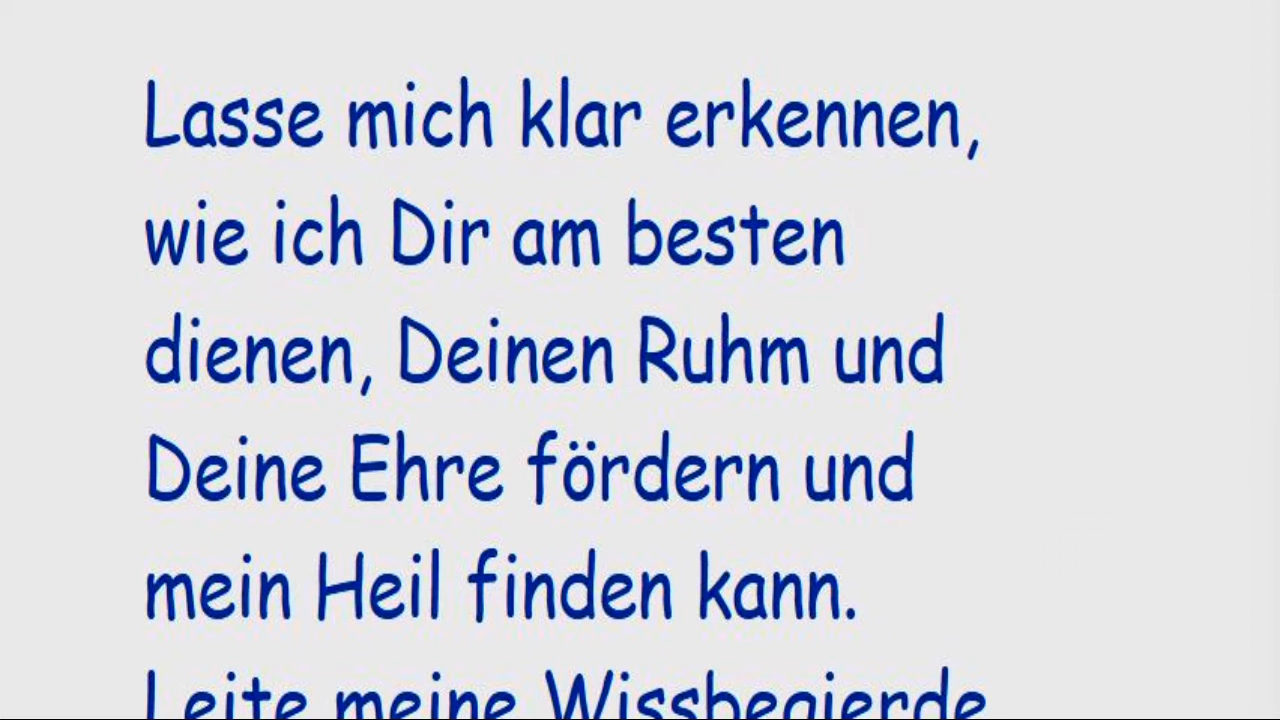 Lasse mich klar erkennen,
wie ich Dir am besten
dienen, Deinen Ruhm und
Deine Ehre fördern und
mein Heil finden kann.
Leite meine Wissbegierde